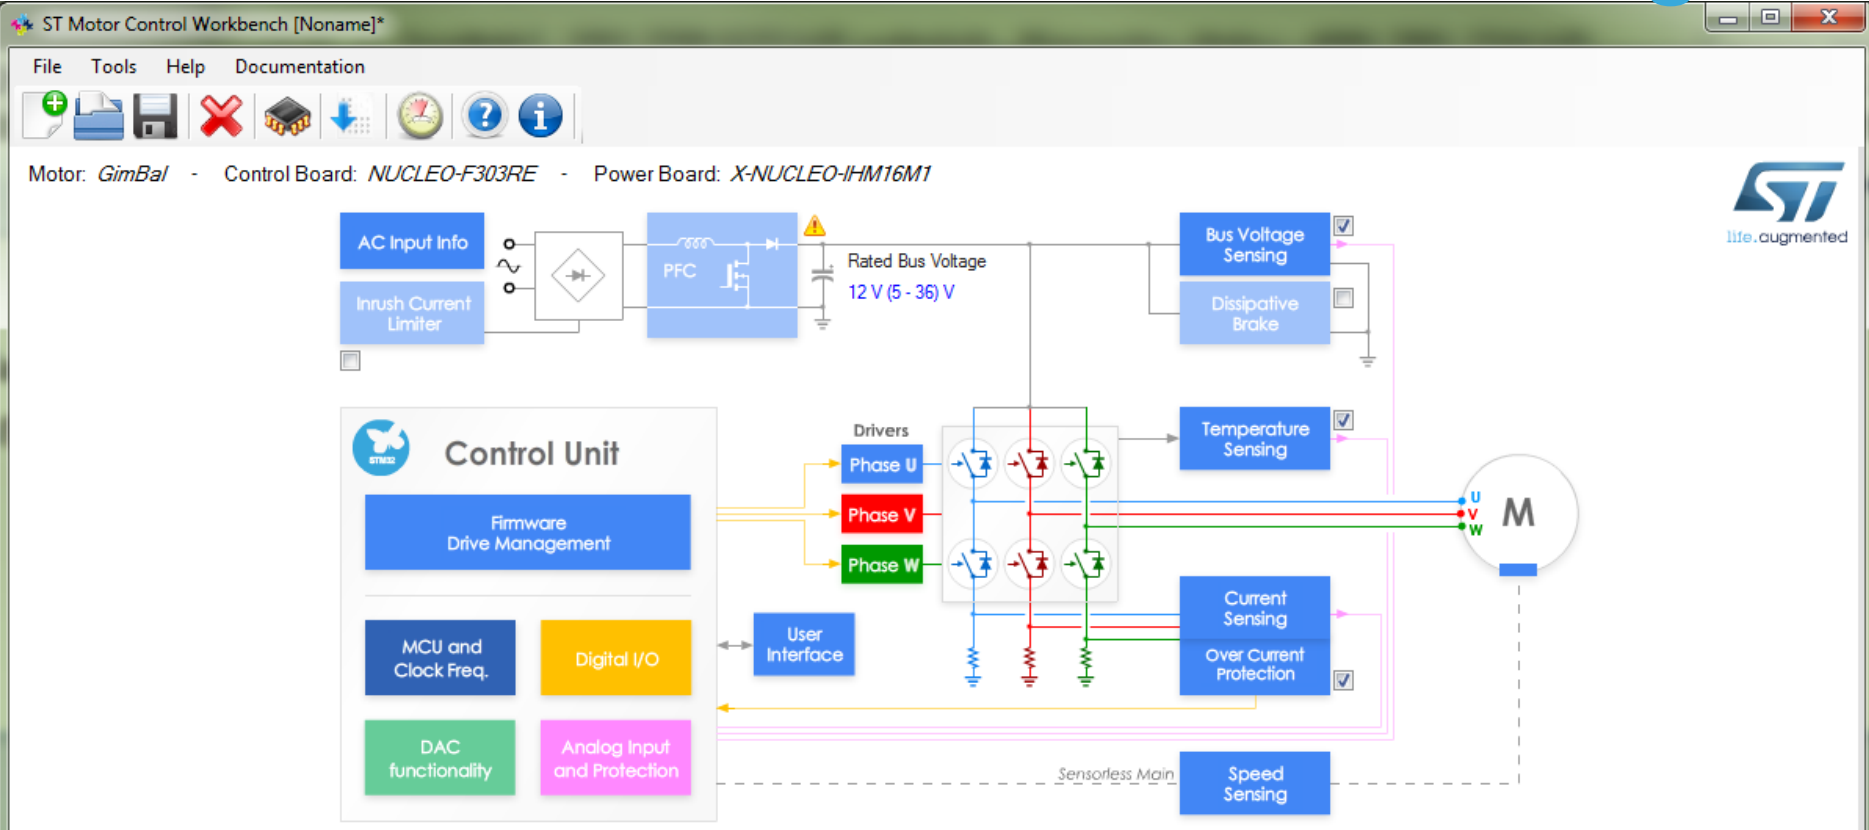 ST Motor Control Workbench [Noname]*
File Tools Help Documentation
Motor: GimBal - Control Board: NUCLEO-F303RE - Power Board: X-NUCLEO-IHM16M1
ST
life.augmented
AC Input Info
Inrush Current
Limiter
PFC
Rated Bus Voltage
12 V (5 - 36) V
Bus Voltage
Sensing
Dissipative
Brake
STM32
Control Unit
Firmware
Drive Management
MCU and
Clock Freq.
Digital I/O
DAC
functionality
Analog Input
and Protection
Drivers
Phase U
Phase V
Phase W
User
Interface
Temperature
Sensing
U
V
W
M
Current
Sensing
Over Current
Protection
Sensorless Main
Speed
Sensing